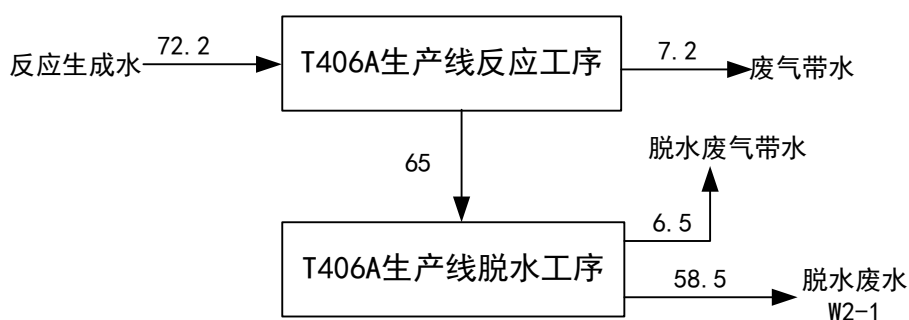 72.2
反应生成水
T406A生产线反应工序
7.2
废气带水
65
脱水废气带水
6.5
T406A生产线脱水工序
58.5
脱水废水
W2-1